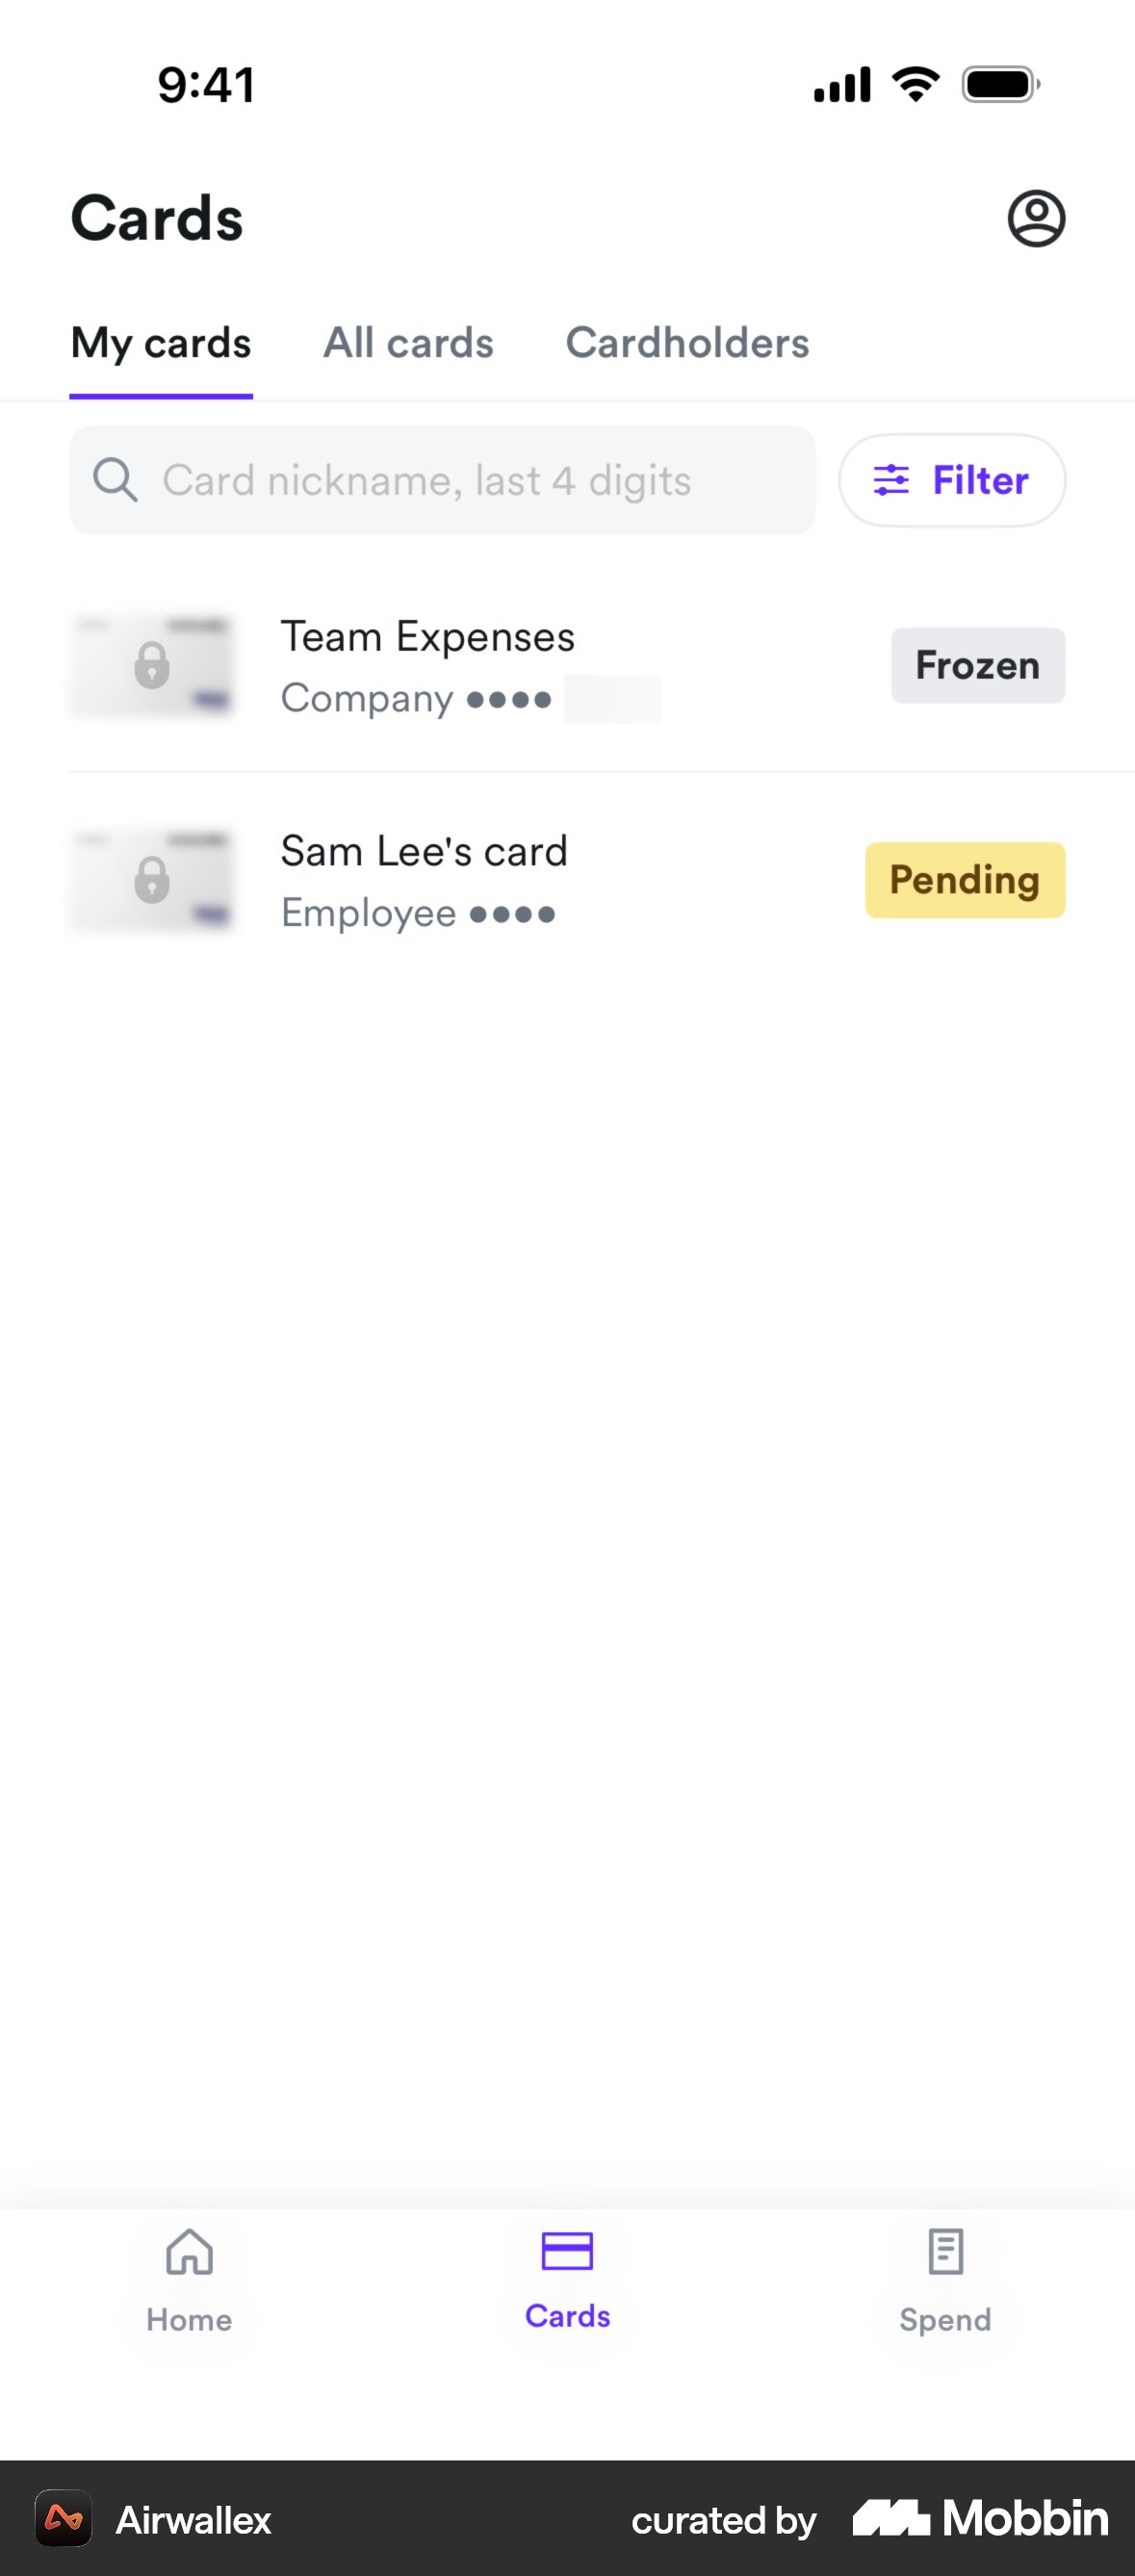 9:41
Cards
My cards All cards Cardholders
Card nickname, last 4 digits Filter
Team Expenses
Company ••••
Frozen
Sam Lee's card
Employee ••••
Pending
Home Cards Spend
Airwallex curated by Mobbin